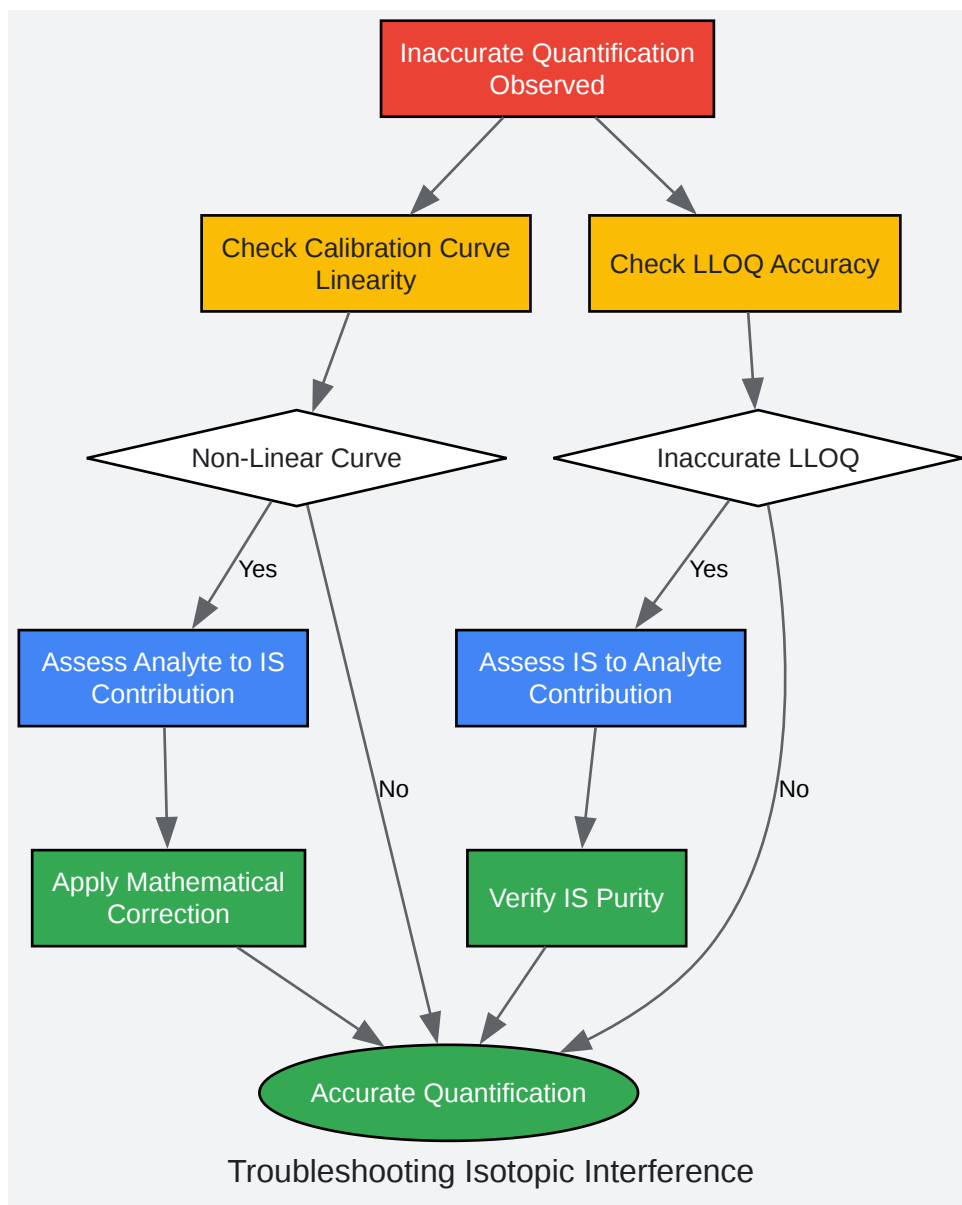 Inaccurate Quantification
Observed
Check Calibration Curve
Linearity
Check LLOQ Accuracy
Non-Linear Curve
Inaccurate LLOQ
Yes
Yes
Assess Analyte to IS
Contribution
Assess IS to Analyte
Contribution
No
No
Apply Mathematical
Correction
Verify IS Purity
Accurate Quantification
Troubleshooting Isotopic Interference